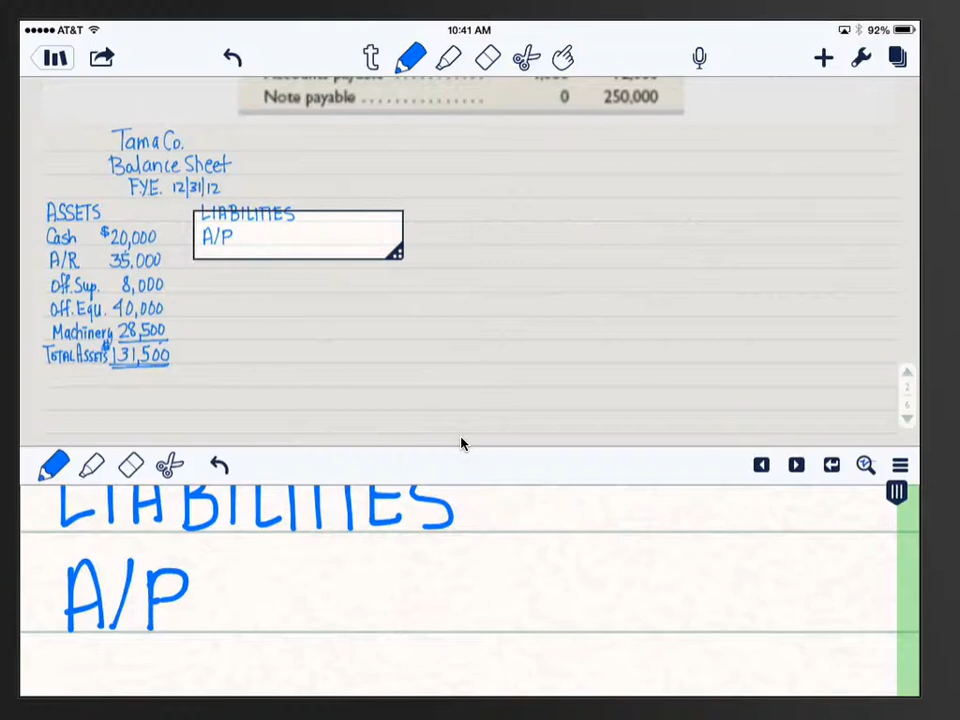 AT&T 10:41 AM 92%
Note payable ............... 0 250,000
Tama Co.
Balance Sheet
F.Y.E. 12/31/12
ASSETS LIABILITIES
Cash $20,000 A/P
A/R 35.000
Off. Sup. 8,000
Off. Equ. 40,000
Machinery 28,500
TOTAL ASSETS $131,500
2
6
LIABILITIES
A/P